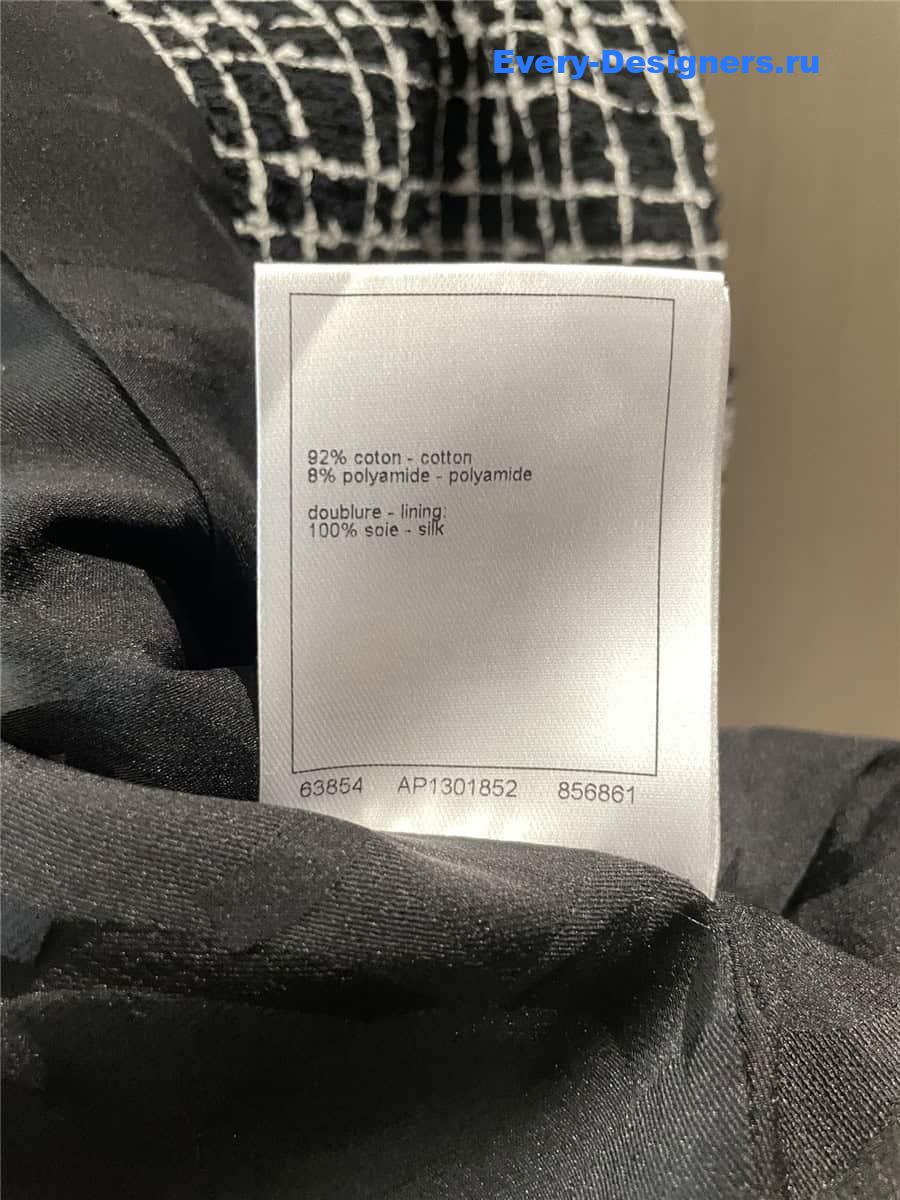 Every-Designers.ru
92% coton - cotton
8% polyamide - polyamide
doublure - lining:
100% soie - silk
63854 AP1301852 856861